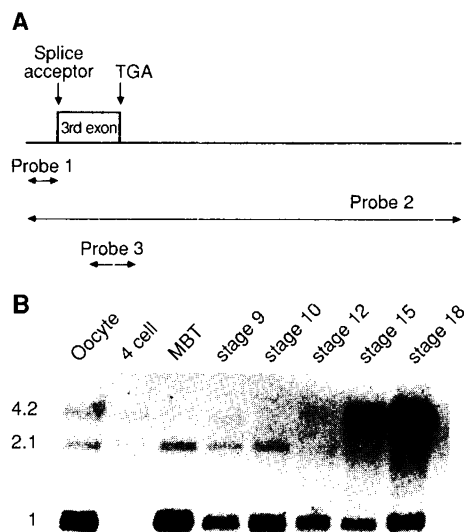 A
Splice
acceptor
TGA
3rd exon
Probe 1
Probe 2
Probe 3
B
Oocyte
4 cell
MBT
stage 9
stage 10
stage 12
stage 15
stage 18
4.2
2.1
1